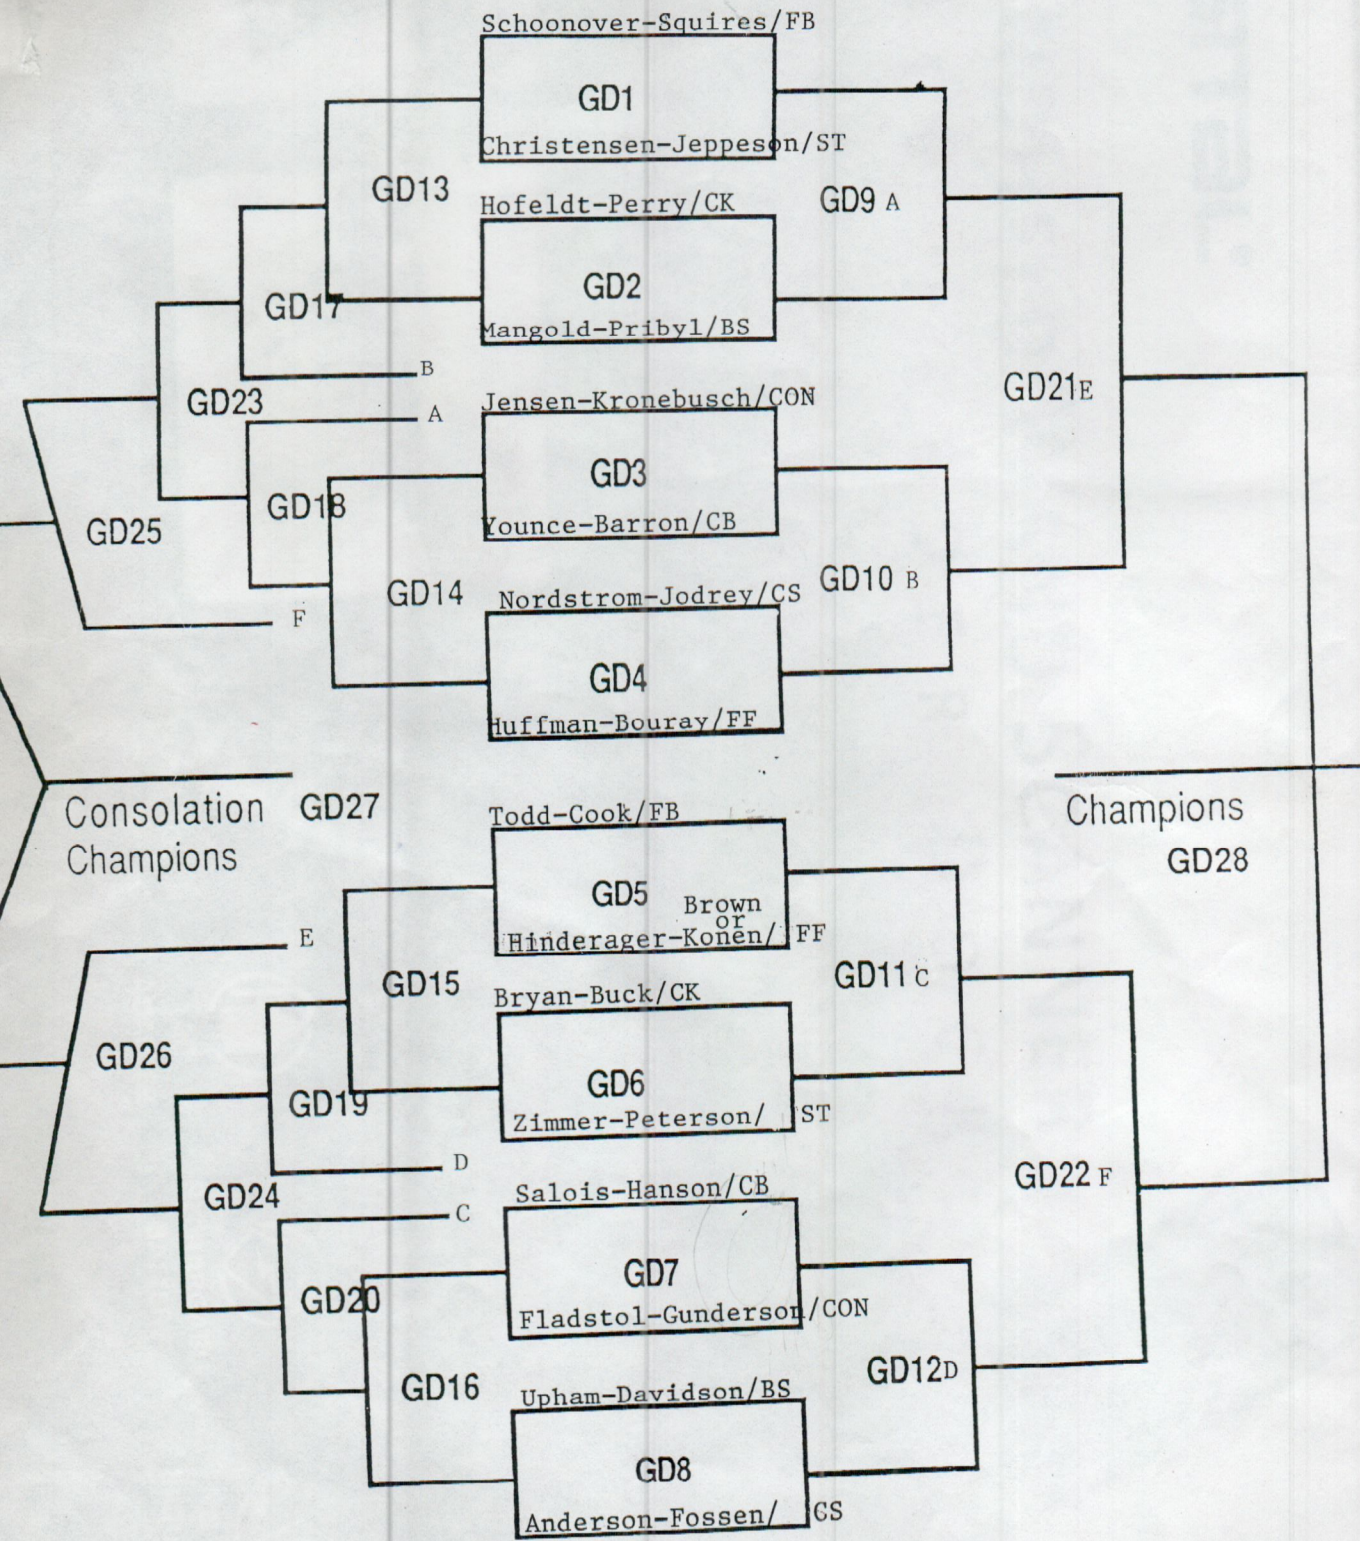 Schoonover-Squires/FB
GD1
Christensen-Jeppeson/ST
GD13
Hofeldt-Perry/CK
GD9 A
GD2
GD17
Mangold-Pribyl/BS
B
GD23
Jensen-Kronebusch/CON
GD21E
A
GD3
GD18
Younce-Barron/CB
GD25
GD14
Nordstrom-Jodrey/CS
GD10 B
F
GD4
Huffman-Bouray/FF
Consolation GD27
Champions
Champions
GD28
Todd-Cook/FB
GD5
Brown
or
Hinderager-Konen/ FF
E
GD15
Bryan-Buck/CK
GD11 C
GD26
GD6
GD19
Zimmer-Peterson/ ST
D
GD24
Salois-Hanson/CB
GD22 F
C
GD7
GD20
Fladstol-Gunderson/CON
GD16
Upham-Davidson/BS
GD12D
GD8
Anderson-Fossen/ CS